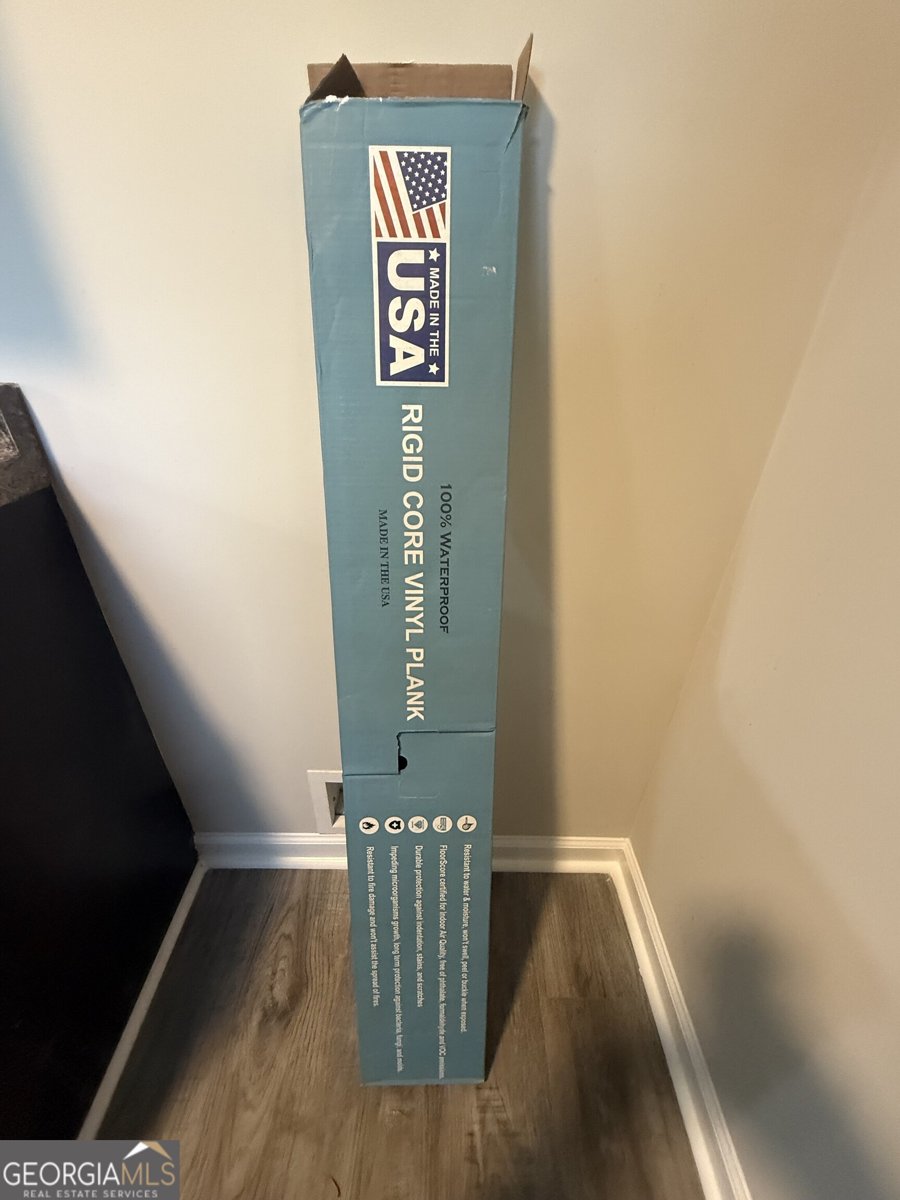 MADE IN THE
USA
100% WATERPROOF
RIGID CORE VINYL PLANK
MADE IN THE USA
Resistant to water & moisture, won't swell, peel or buckle when exposed.
FloorScore certified for Indoor Air Quality, free of phthalate, formaldehyde and VOC emissions.
Durable protection against indentation, stains, and scratches
Impeding microorganisms growth, long term protection against bacteria, fungi, and molds.
Resistant to fire damage and won't assist the spread of fires.
GEORGIAMLS
REAL ESTATE SERVICES